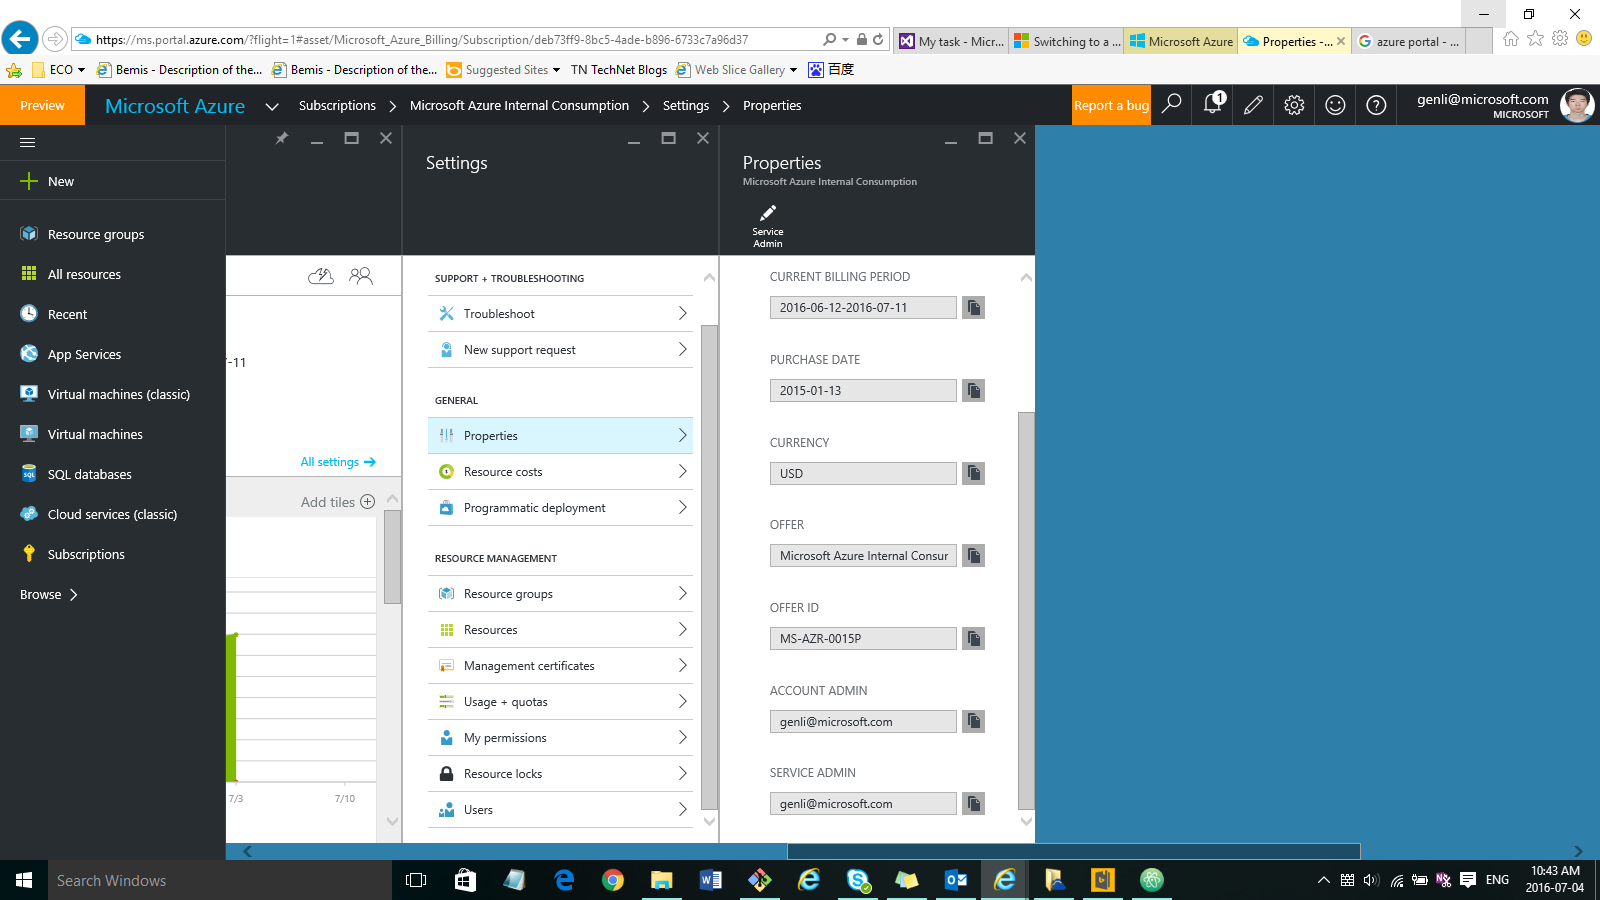 https://ms.portal.azure.com/?flight=1#asset/Microsoft_Azure_Billing/Subscription/deb73ff9-8bc5-4ade-b896-6733c7a96d37
My task - Micr...
Switching to a ...
Microsoft Azure
Properties -...
azure portal - ...
ECO
Bemis - Description of the...
Bemis - Description of the...
Suggested Sites
TN TechNet Blogs
Web Slice Gallery
百度
Preview
Microsoft Azure
Subscriptions
Microsoft Azure Internal Consumption
Settings
Properties
Report a bug
1
genli@microsoft.com
MICROSOFT
New
Resource groups
All resources
Recent
App Services
Virtual machines (classic)
Virtual machines
SQL databases
Cloud services (classic)
Subscriptions
Browse
-11
All settings
Add tiles
7/3
7/10
Settings
SUPPORT + TROUBLESHOOTING
Troubleshoot
New support request
GENERAL
Properties
Resource costs
Programmatic deployment
RESOURCE MANAGEMENT
Resource groups
Resources
Management certificates
Usage + quotas
My permissions
Resource locks
Users
Properties
Microsoft Azure Internal Consumption
Service
Admin
CURRENT BILLING PERIOD
2016-06-12-2016-07-11
PURCHASE DATE
2015-01-13
CURRENCY
USD
OFFER
Microsoft Azure Internal Consur
OFFER ID
MS-AZR-0015P
ACCOUNT ADMIN
genli@microsoft.com
SERVICE ADMIN
genli@microsoft.com
Search Windows
ENG
10:43 AM
2016-07-04